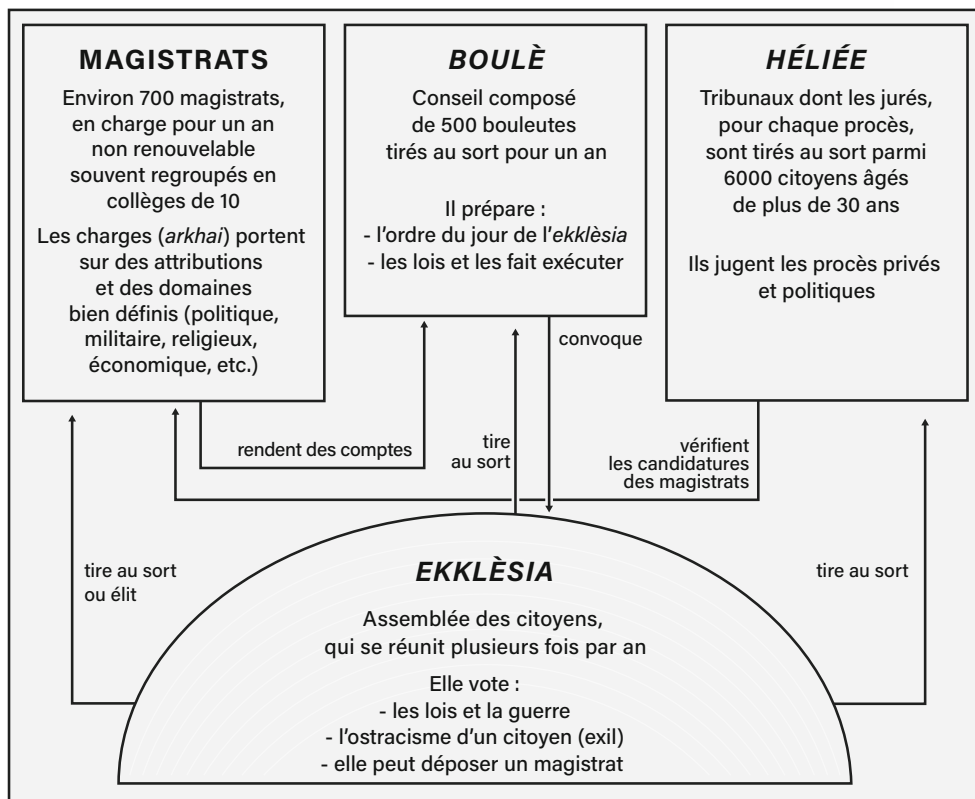 MAGISTRATS
Environ 700 magistrats,
en charge pour un an
non renouvelable
souvent regroupés en
collèges de 10
Les charges (arkhai) portent
sur des attributions
et des domaines
bien définis (politique,
militaire, religieux,
économique, etc.)
BOULÈ
Conseil composé
de 500 bouleutes
tirés au sort pour un an
Il prépare :
- l’ordre du jour de l’ekklèsia
- les lois et les fait exécuter
HÉLIÉE
Tribunaux dont les jurés,
pour chaque procès,
sont tirés au sort parmi
6000 citoyens âgés
de plus de 30 ans
Ils jugent les procès privés
et politiques
rendent des comptes
tire
au sort
convoque
vérifient
les candidatures
des magistrats
tire au sort
ou élit
tire au sort
EKKLÈSIA
Assemblée des citoyens,
qui se réunit plusieurs fois par an
Elle vote :
- les lois et la guerre
- l’ostracisme d’un citoyen (exil)
- elle peut déposer un magistrat